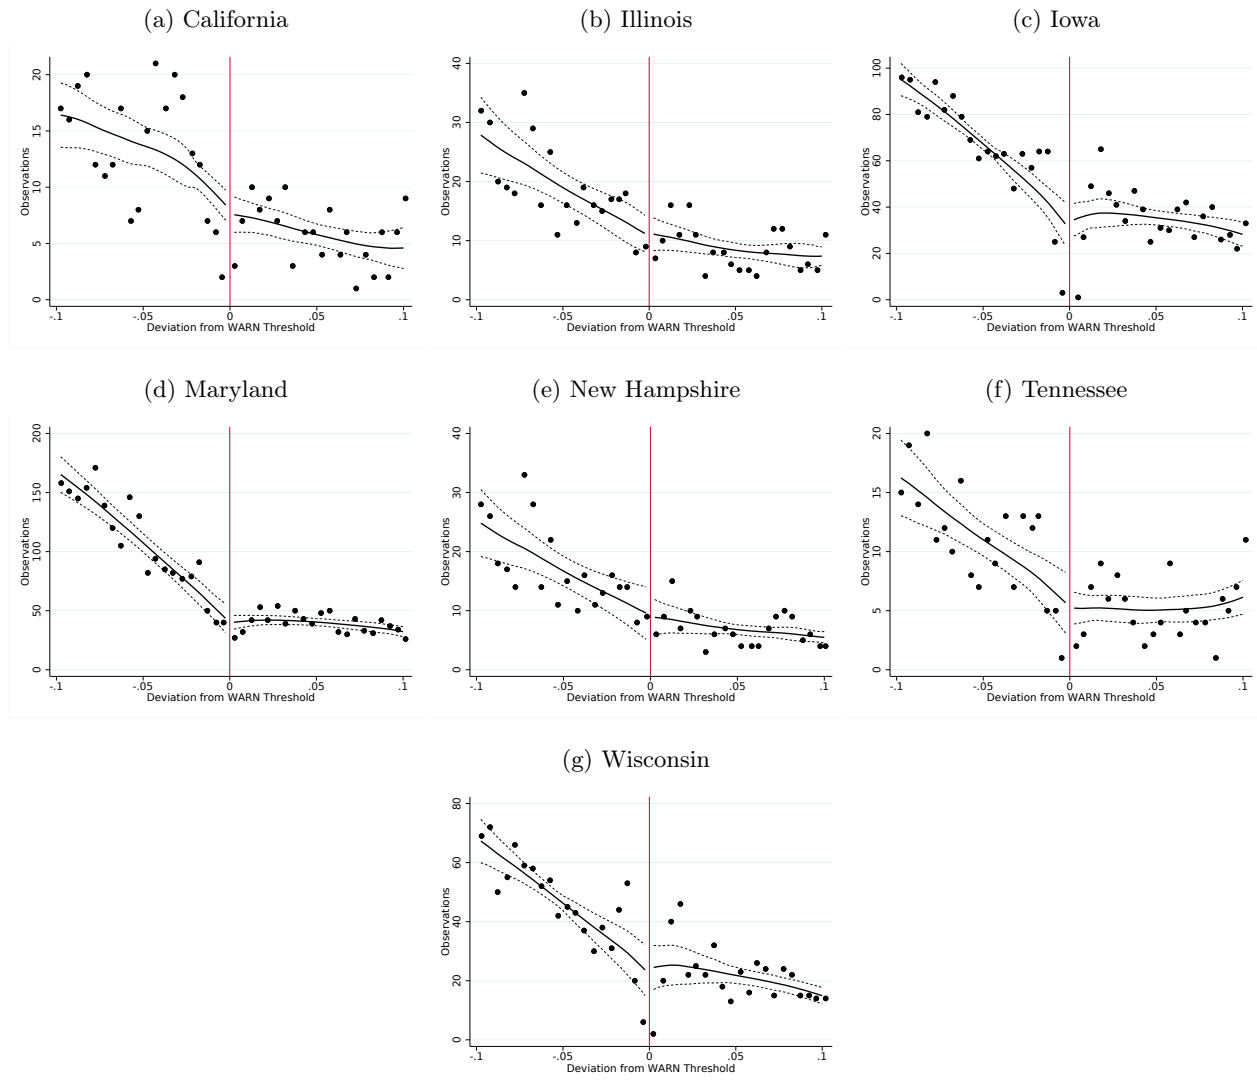 (a) California
(b) Illinois
(c) Iowa
Observations
0 5 10 15 20
-.1 -.05 0 .05 .1
Deviation from WARN Threshold
Observations
0 10 20 30 40
-.1 -.05 0 .05 .1
Deviation from WARN Threshold
Observations
0 20 40 60 80 100
-.1 -.05 0 .05 .1
Deviation from WARN Threshold
(d) Maryland
(e) New Hampshire
(f) Tennessee
Observations
0 50 100 150 200
-.1 -.05 0 .05 .1
Deviation from WARN Threshold
Observations
0 10 20 30 40
-.1 -.05 0 .05 .1
Deviation from WARN Threshold
Observations
0 5 10 15 20
-.1 -.05 0 .05 .1
Deviation from WARN Threshold
(g) Wisconsin
Observations
0 20 40 60 80
-.1 -.05 0 .05 .1
Deviation from WARN Threshold